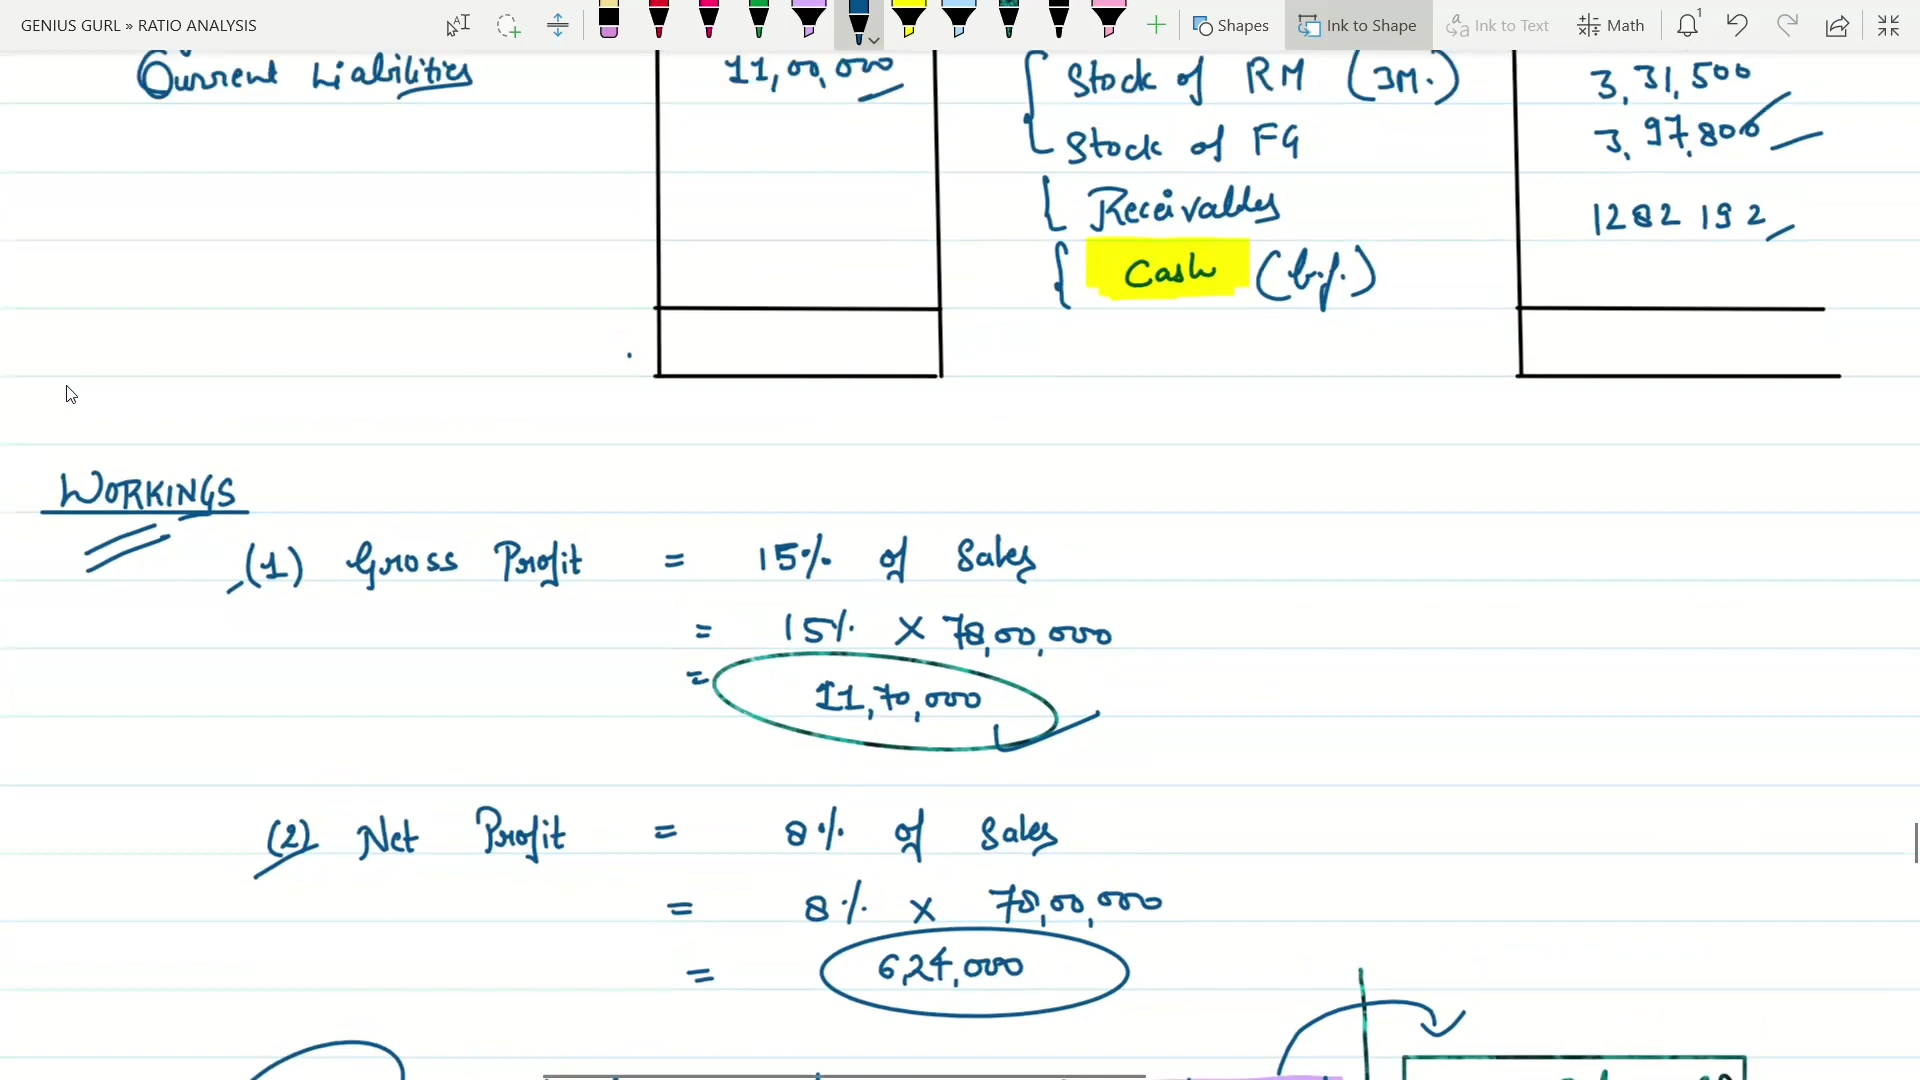 GENIUS GURL » RATIO ANALYSIS
Shapes
Ink to Shape
Ink to Text
Math
1
Current Liabilities 11,00,000 Stock of RM (3M.) 3,31,500
Stock of FG 3,97,800
Receivables 1282 192
Cash (b.f.)
WORKINGS
(1) Gross Profit = 15% of Sales
= 15% X 78,00,000
= 11,70,000
(2) Net Profit = 8% of Sales
= 8% X 78,00,000
= 6,24,000